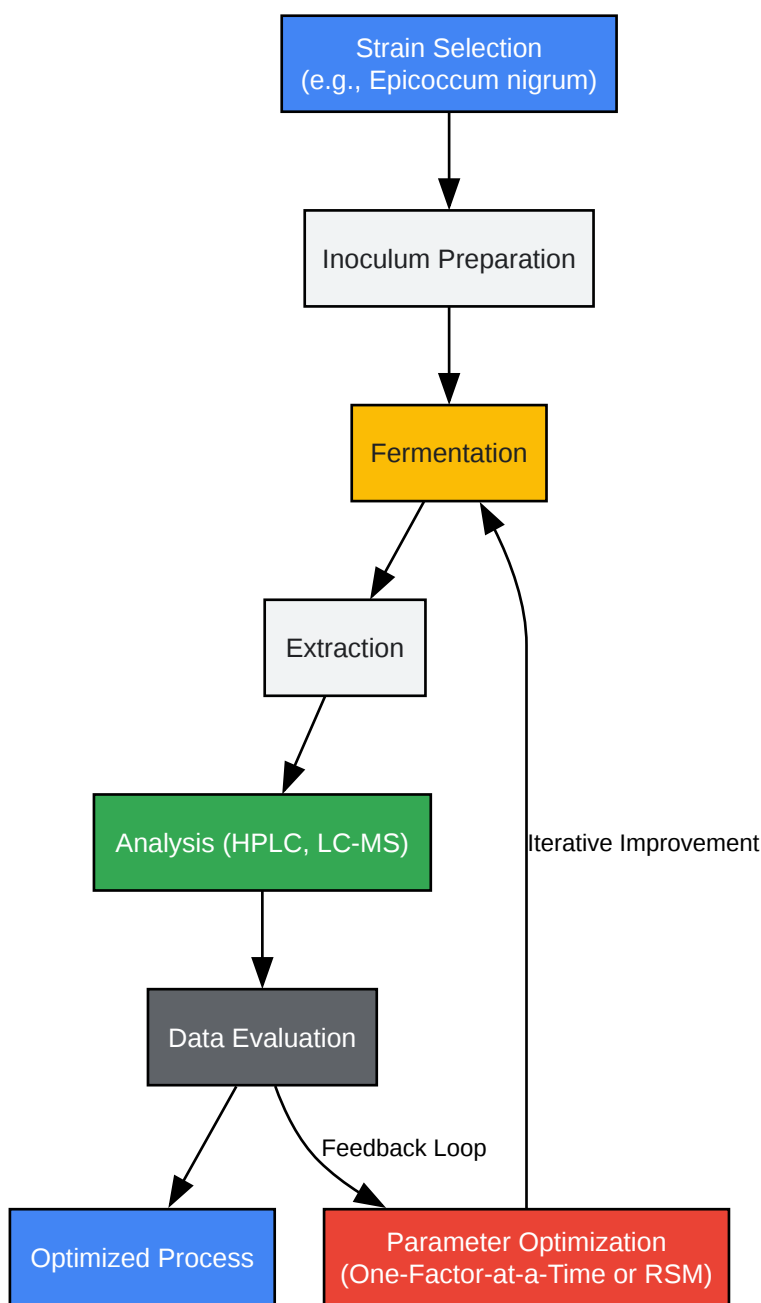 Strain Selection
(e.g., Epicoccum nigrum)
Inoculum Preparation
Fermentation
Extraction
Analysis (HPLC, LC-MS)
Iterative Improvement
Data Evaluation
Feedback Loop
Optimized Process
Parameter Optimization
(One-Factor-at-a-Time or RSM)